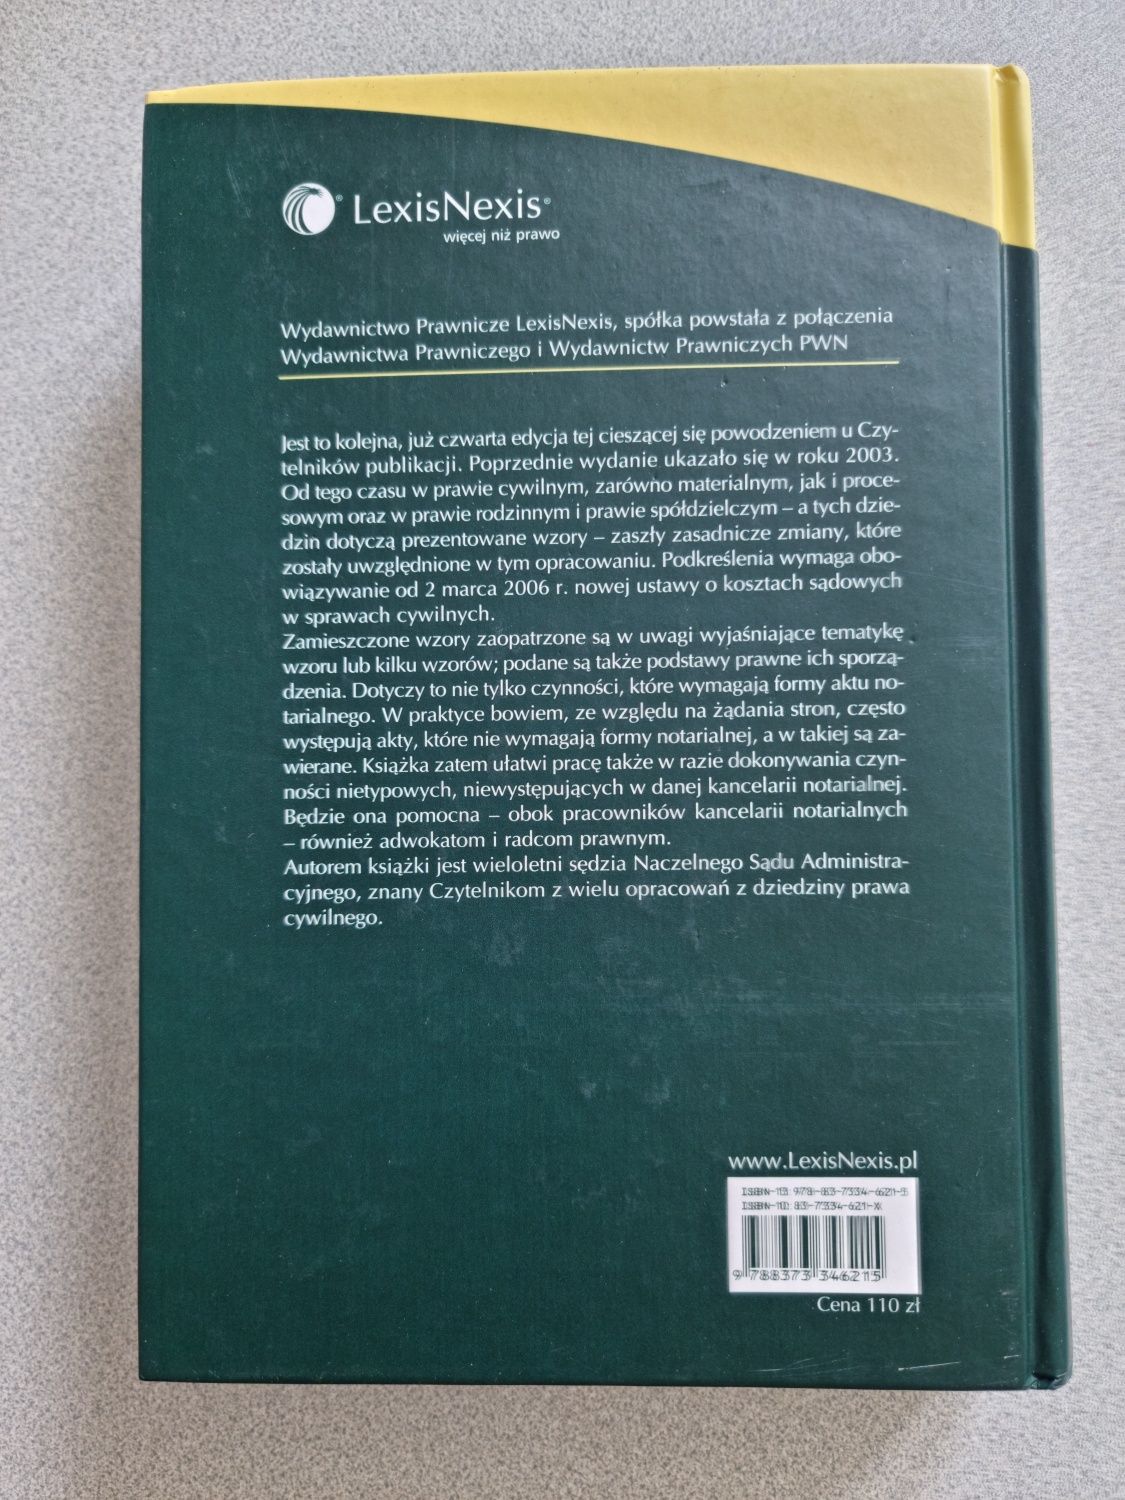 LexisNexis®
więcej niż prawo
Wydawnictwo Prawnicze LexisNexis, spółka powstała z połączenia
Wydawnictwa Prawniczego i Wydawnictw Prawniczych PWN
Jest to kolejna, już czwarta edycja tej cieszącej się powodzeniem u Czy-
telników publikacji. Poprzednie wydanie ukazało się w roku 2003.
Od tego czasu w prawie cywilnym, zarówno materialnym, jak i proce-
sowym oraz w prawie rodzinnym i prawie spółdzielczym – a tych dzie-
dzin dotyczą prezentowane wzory – zaszły zasadnicze zmiany, które
zostały uwzględnione w tym opracowaniu. Podkreślenia wymaga obo-
wiązywanie od 2 marca 2006 r. nowej ustawy o kosztach sądowych
w sprawach cywilnych.
Zamieszczone wzory zaopatrzone są w uwagi wyjaśniające tematykę
wzoru lub kilku wzorów; podane są także podstawy prawne ich sporzą-
dzenia. Dotyczy to nie tylko czynności, które wymagają formy aktu no-
tarialnego. W praktyce bowiem, ze względu na żądania stron, często
występują akty, które nie wymagają formy notarialnej, a w takiej są za-
wierane. Książka zatem ułatwi pracę także w razie dokonywania czyn-
ności nietypowych, niewystępujących w danej kancelarii notarialnej.
Będzie ona pomocna – obok pracowników kancelarii notarialnych
– również adwokatom i radcom prawnym.
Autorem książki jest wieloletni sędzia Naczelnego Sądu Administra-
cyjnego, znany Czytelnikom z wielu opracowań z dziedziny prawa
cywilnego.
www.LexisNexis.pl
ISBN-13 978-83-7334-621-5
ISBN-10: 83-7334-621-X
9 788373 346215
Cena 110 zł